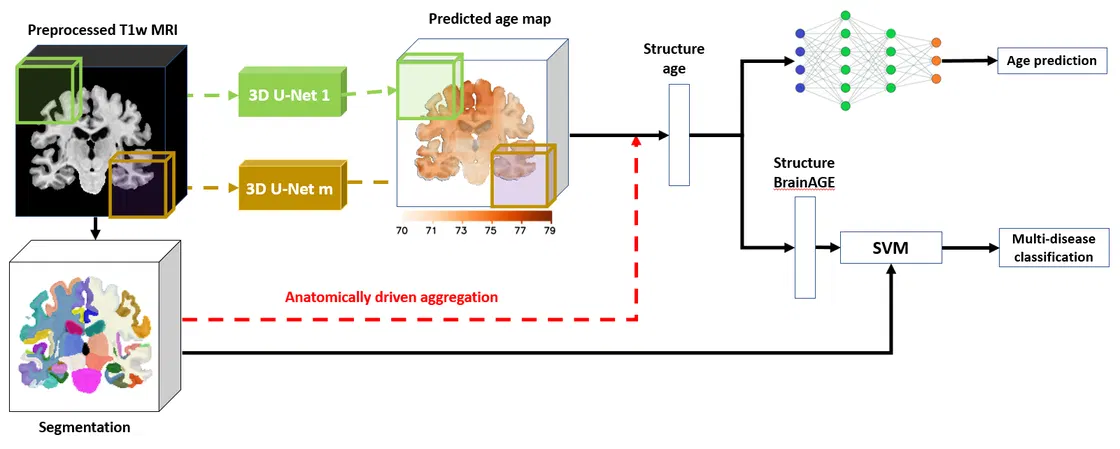 Preprocessed T1w MRI
Predicted age map
Structure
age
3D U-Net 1
Age prediction
3D U-Net m
Structure
BrainAGE
70 71 73 75 77 79
SVM
Multi-disease
classification
Anatomically driven aggregation
Segmentation